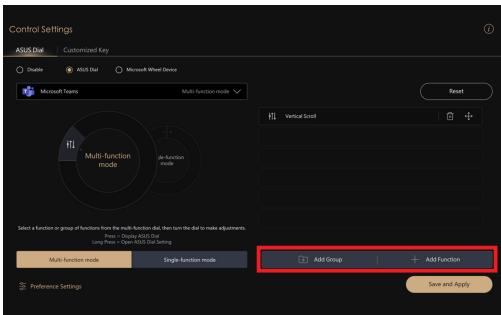 Control Settings
ASUS Dial
Customized Key
Disable
ASUS Dial
Microsoft Wheel Device
Microsoft Teams
Multi-function mode
Reset
Vertical Scroll
Multi-function
mode
mode
Select a function or group of functions from the multi-function dial, then turn the dial to make adjustments.
Press = Display ASUS Dial
Long Press = Open ASUS Dial Setting
Multi-function mode
Single-function mode
Add Group
Add Function
Preference Settings
Save and Apply